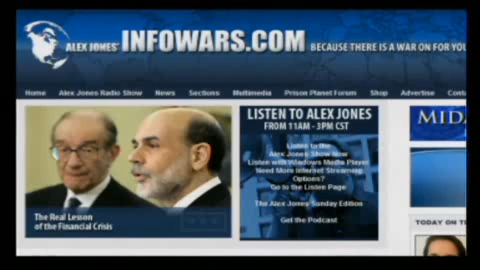 ALEX JONES' INFOWARS.COM BECAUSE THERE IS A WAR ON FOR YOU
Home Alex Jones Radio Show News Sections Multimedia Prison Planet Forum Shop Advertise Conta
LISTEN TO ALEX JONES
FROM 11AM - 3PM CST
Listen to the
Alex Jones Show Now
Listen with Windows Media Player
Need More Internet Streaming
Options?
Go to the Listen Page
The Alex Jones Sunday Edition
Get the Podcast
The Real Lesson
of the Financial Crisis
MIDA
TODAY ON T